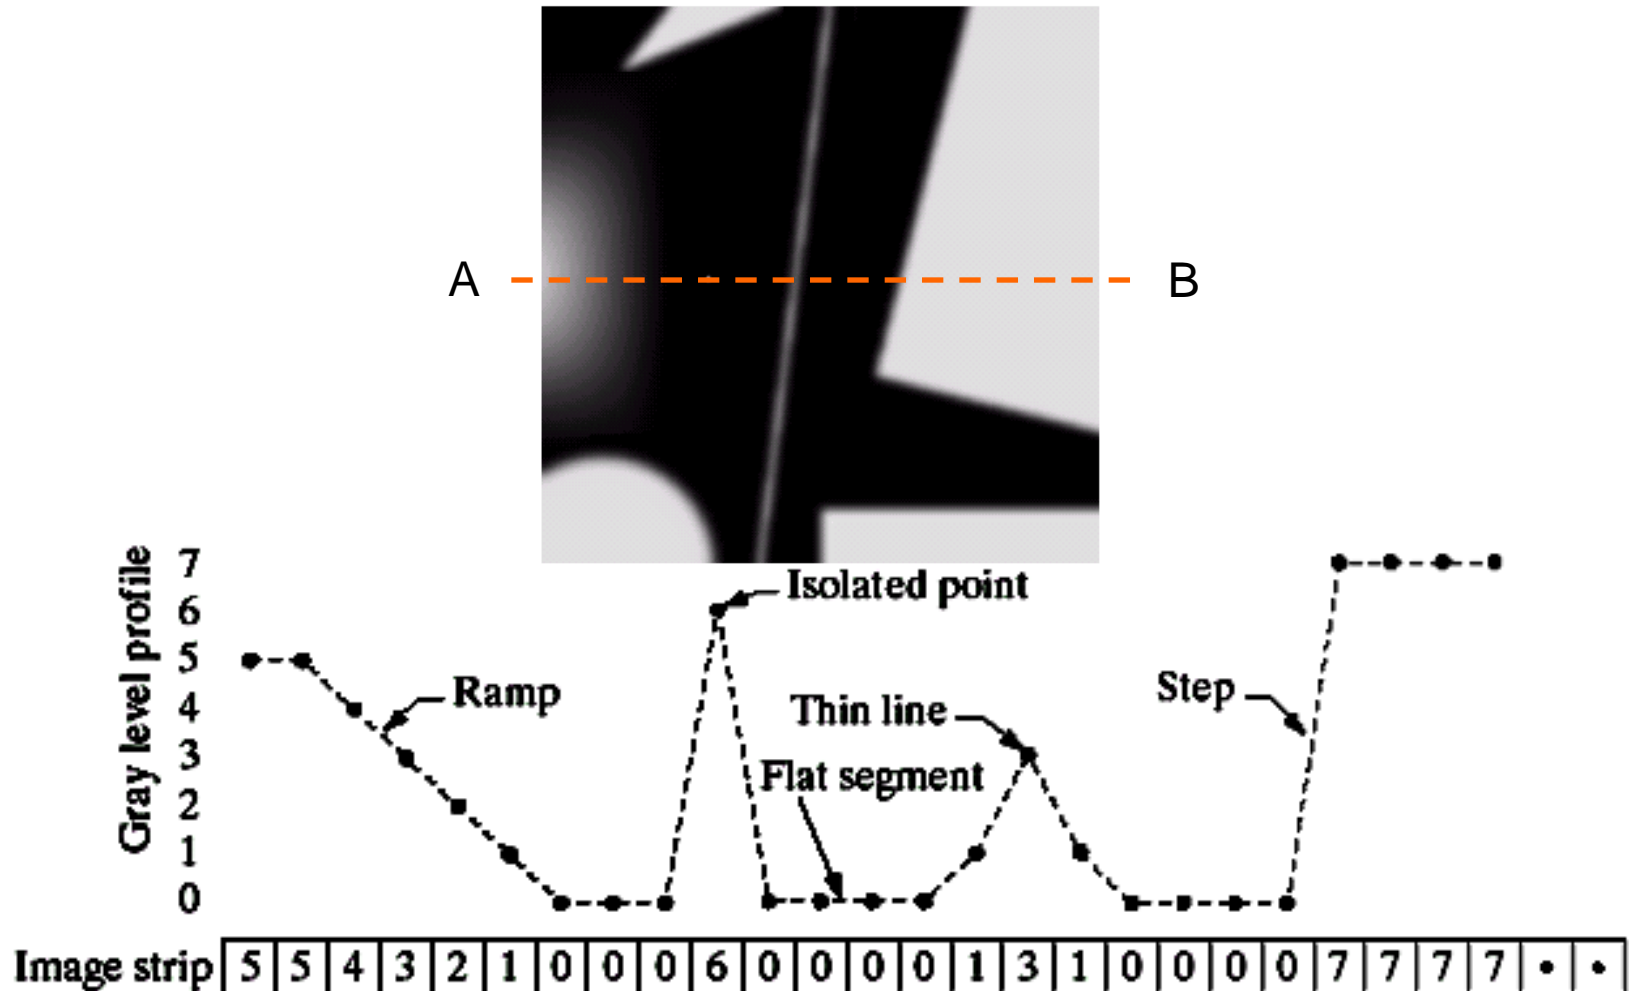 A B
Gray level profile
7
6
5
4
3
2
1
0
Isolated point
Ramp
Step
Thin line
Flat segment
Image strip 5 5 4 3 2 1 0 0 0 6 0 0 0 0 1 3 1 0 0 0 0 7 7 7 7 • •